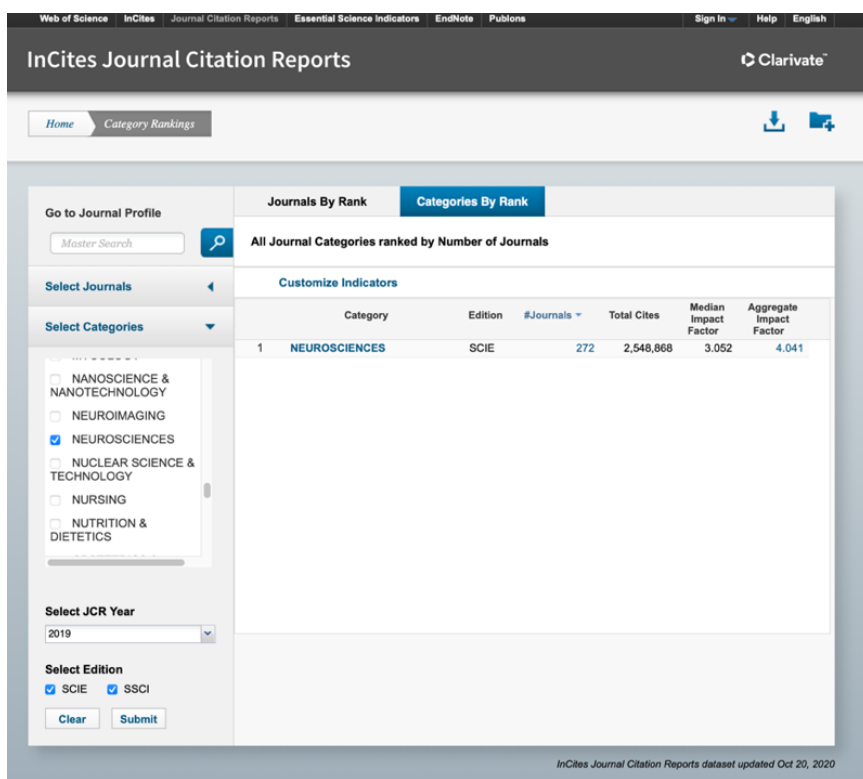 Web of Science InCites Journal Citation Reports Essential Science Indicators EndNote Publons Sign In Help English
InCites Journal Citation Reports
Clarivate™
Home Category Rankings
Go to Journal Profile
Master Search
Select Journals
Select Categories
NANOSCIENCE &
NANOTECHNOLOGY
NEUROIMAGING
NEUROSCIENCES
NUCLEAR SCIENCE &
TECHNOLOGY
NURSING
NUTRITION &
DIETETICS
Select JCR Year
2019
Select Edition
SCIE SSCI
Clear Submit
Journals By Rank Categories By Rank
All Journal Categories ranked by Number of Journals
Customize Indicators
Category Edition #Journals Total Cites Median Impact Factor Aggregate Impact Factor
1 NEUROSCIENCES SCIE 272 2,548,868 3.052 4.041
InCites Journal Citation Reports dataset updated Oct 20, 2020